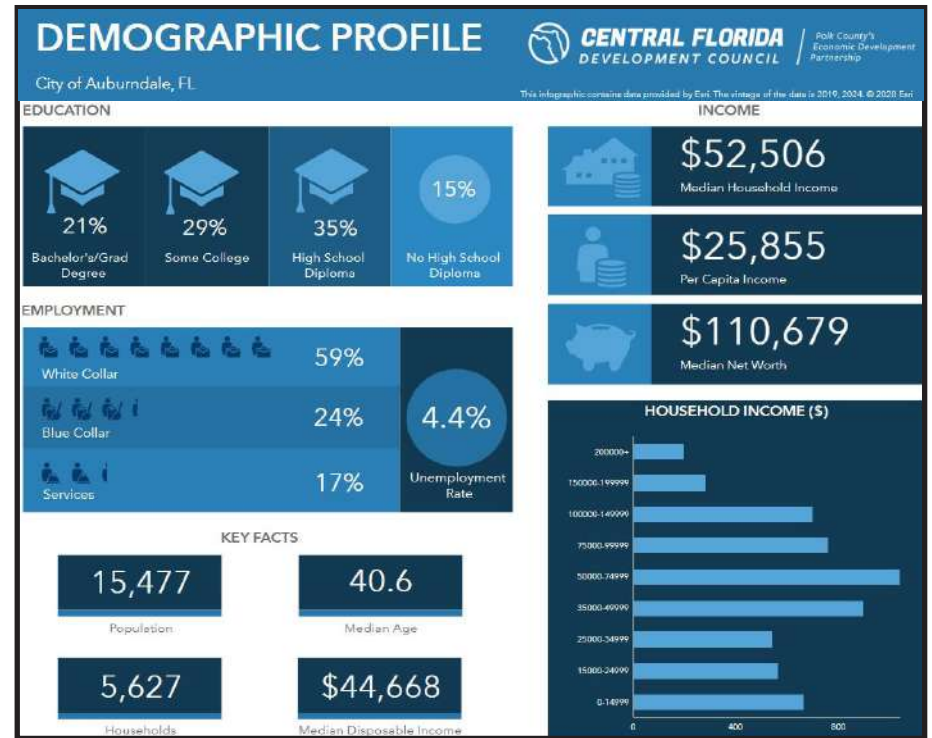 DEMOGRAPHIC PROFILE
City of Auburndale, FL
CENTRAL FLORIDA
DEVELOPMENT COUNCIL
Polk County's
Economic Development
Partnership
This infographic contains data provided by Esri. The vintage of the data is 2019, 2024. © 2020 Esri
EDUCATION
21%
Bachelor's/Grad
Degree
29%
Some College
35%
High School
Diploma
15%
No High School
Diploma
EMPLOYMENT
59%
White Collar
24%
Blue Collar
17%
Services
4.4%
Unemployment
Rate
KEY FACTS
15,477
Population
40.6
Median Age
5,627
Households
$44,668
Median Disposable Income
INCOME
$52,506
Median Household Income
$25,855
Per Capita Income
$110,679
Median Net Worth
HOUSEHOLD INCOME ($)
200000+
150000-199999
100000-149999
75000-99999
50000-74999
35000-49999
25000-34999
15000-24999
0-14999
0 400 800